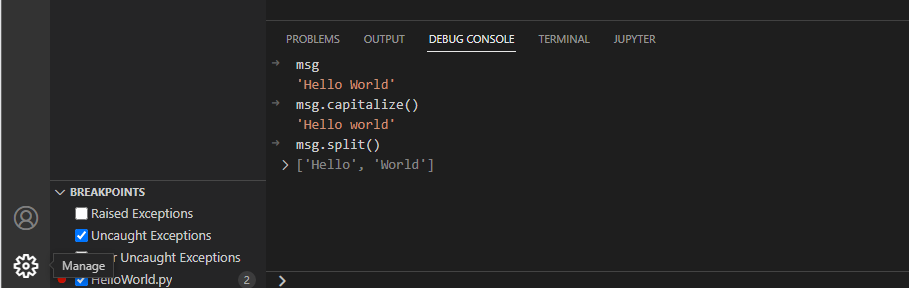 PROBLEMS OUTPUT DEBUG CONSOLE TERMINAL JUPYTER
msg
'Hello World'
msg.capitalize()
'Hello world'
msg.split()
['Hello', 'World']
BREAKPOINTS
Raised Exceptions
Uncaught Exceptions
Uncaught Exceptions
Manage
HelloWorld.py 2